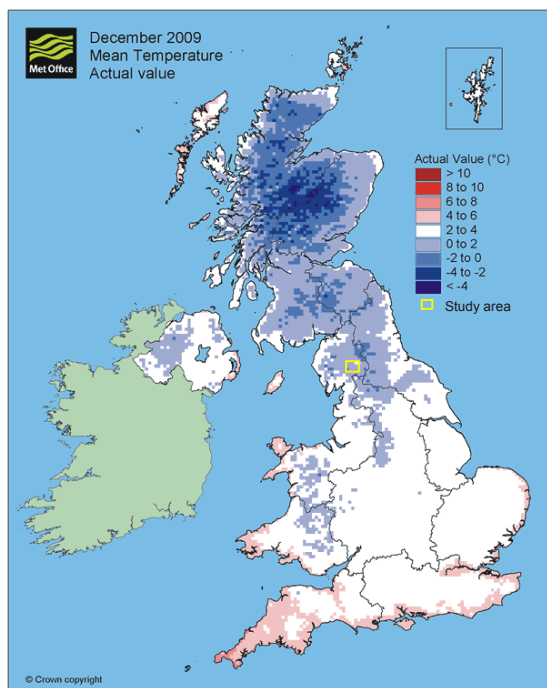 Met Office
December 2009
Mean Temperature
Actual value
Actual Value (°C)
> 10
8 to 10
6 to 8
4 to 6
2 to 4
0 to 2
-2 to 0
-4 to -2
< -4
Study area
© Crown copyright